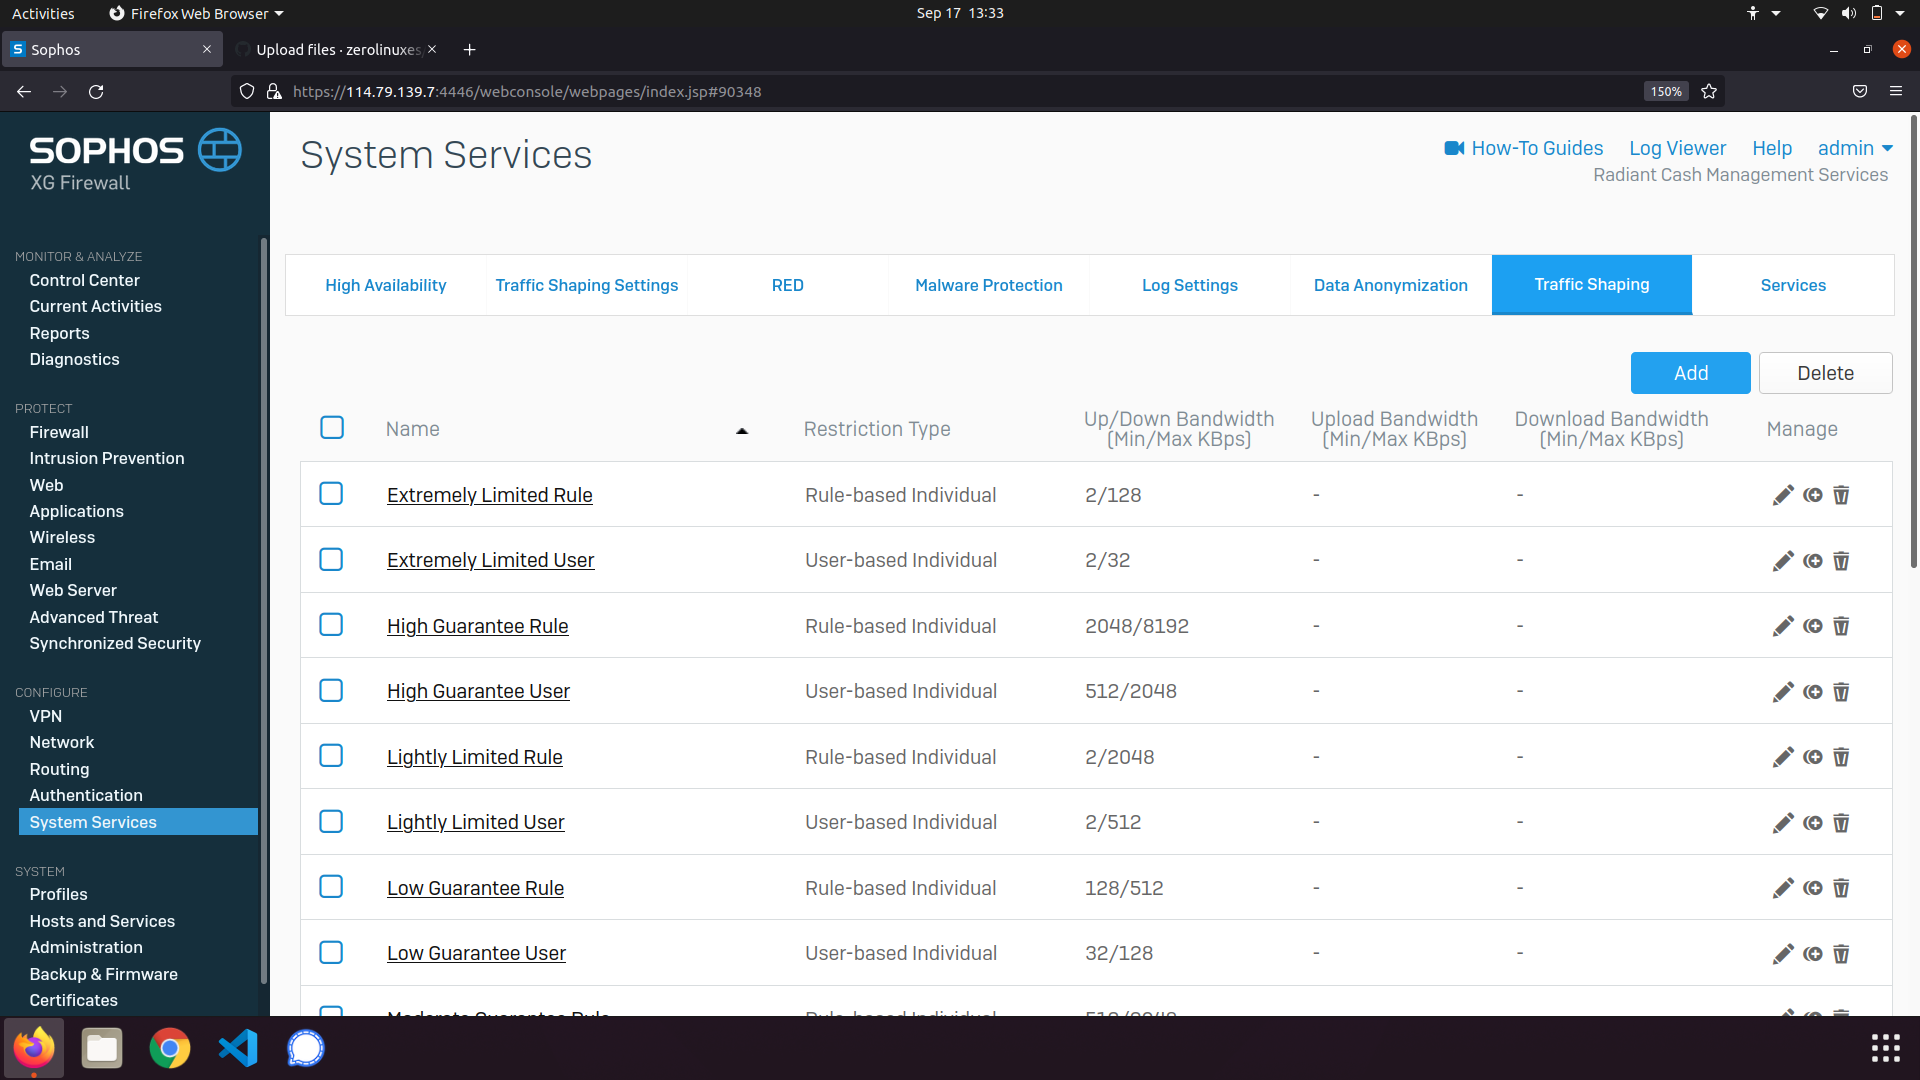 Activities Firefox Web Browser Sep 17 13:33
Sophos Upload files · zerolinuxes
https://114.79.139.7:4446/webconsole/webpages/index.jsp#90348 150%
SOPHOS
XG Firewall
MONITOR & ANALYZE
Control Center
Current Activities
Reports
Diagnostics
PROTECT
Firewall
Intrusion Prevention
Web
Applications
Wireless
Email
Web Server
Advanced Threat
Synchronized Security
CONFIGURE
VPN
Network
Routing
Authentication
System Services
SYSTEM
Profiles
Hosts and Services
Administration
Backup & Firmware
Certificates
System Services
How-To Guides Log Viewer Help admin
Radiant Cash Management Services
High Availability Traffic Shaping Settings RED Malware Protection Log Settings Data Anonymization Traffic Shaping Services
Add Delete
Name Restriction Type Up/Down Bandwidth (Min/Max KBps) Upload Bandwidth (Min/Max KBps) Download Bandwidth (Min/Max KBps) Manage
Extremely Limited Rule Rule-based Individual 2/128 - -
Extremely Limited User User-based Individual 2/32 - -
High Guarantee Rule Rule-based Individual 2048/8192 - -
High Guarantee User User-based Individual 512/2048 - -
Lightly Limited Rule Rule-based Individual 2/2048 - -
Lightly Limited User User-based Individual 2/512 - -
Low Guarantee Rule Rule-based Individual 128/512 - -
Low Guarantee User User-based Individual 32/128 - -
Moderate Guarantee Rule Rule-based Individual 512/2048